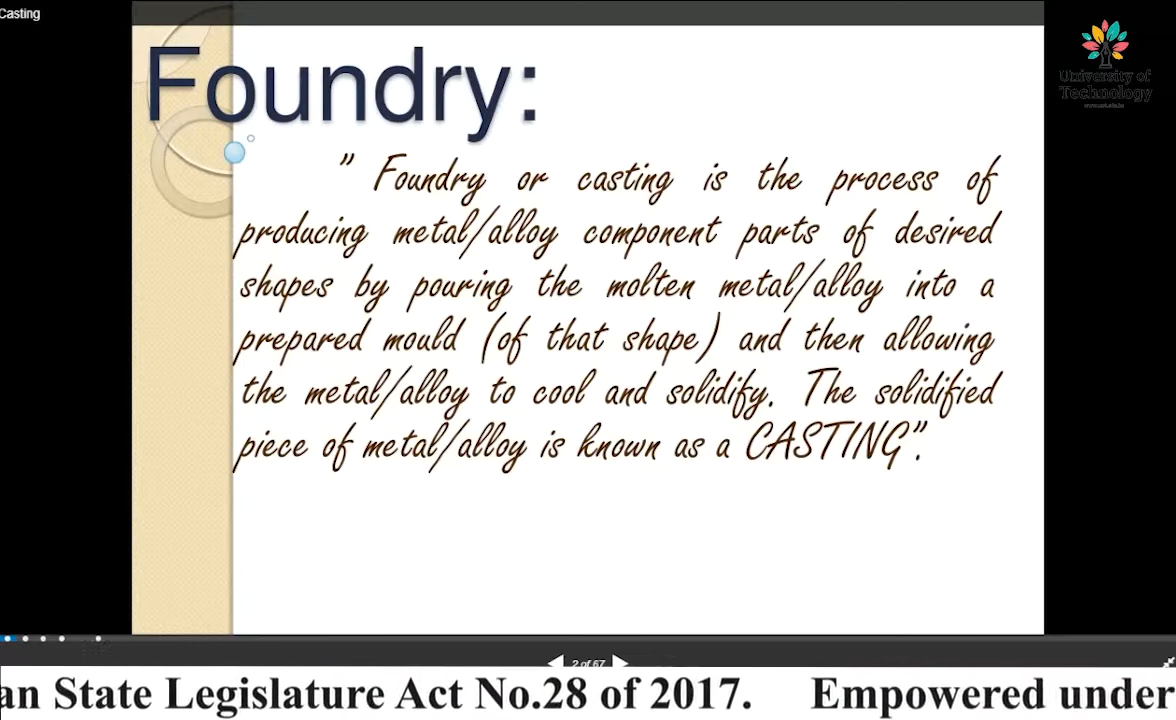 Casting
University of
Technology
Foundry:
” Foundry or casting is the process of
producing metal/alloy component parts of desired
shapes by pouring the molten metal/alloy into a
prepared mould (of that shape) and then allowing
the metal/alloy to cool and solidify. The solidified
piece of metal/alloy is known as a CASTING”.
2 of 67
an State Legislature Act No.28 of 2017. Empowered under